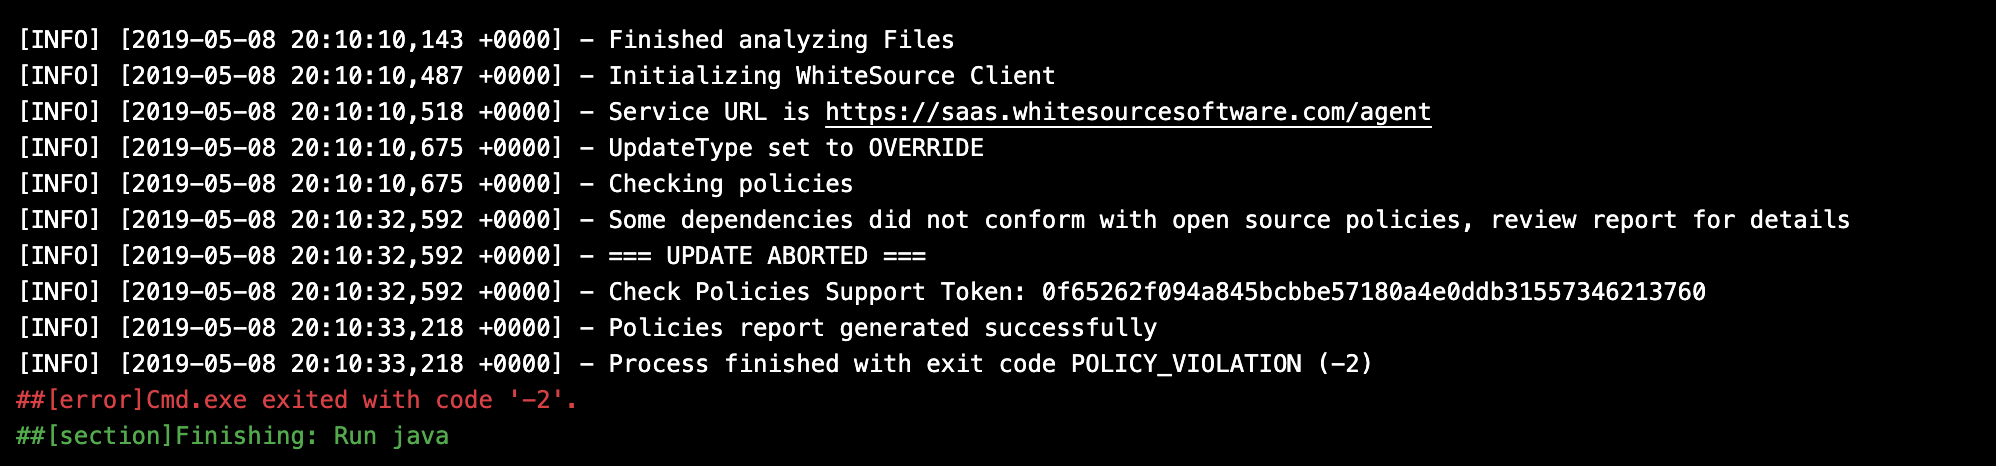 [INFO] [2019-05-08 20:10:10,143 +0000] - Finished analyzing Files
[INFO] [2019-05-08 20:10:10,487 +0000] - Initializing WhiteSource Client
[INFO] [2019-05-08 20:10:10,518 +0000] - Service URL is https://saas.whitesourcesoftware.com/agent
[INFO] [2019-05-08 20:10:10,675 +0000] - UpdateType set to OVERRIDE
[INFO] [2019-05-08 20:10:10,675 +0000] - Checking policies
[INFO] [2019-05-08 20:10:32,592 +0000] - Some dependencies did not conform with open source policies, review report for details
[INFO] [2019-05-08 20:10:32,592 +0000] - === UPDATE ABORTED ===
[INFO] [2019-05-08 20:10:32,592 +0000] - Check Policies Support Token: 0f65262f094a845bcbbe57180a4e0ddb31557346213760
[INFO] [2019-05-08 20:10:33,218 +0000] - Policies report generated successfully
[INFO] [2019-05-08 20:10:33,218 +0000] - Process finished with exit code POLICY_VIOLATION (-2)
##[error]Cmd.exe exited with code '-2'.
##[section]Finishing: Run java